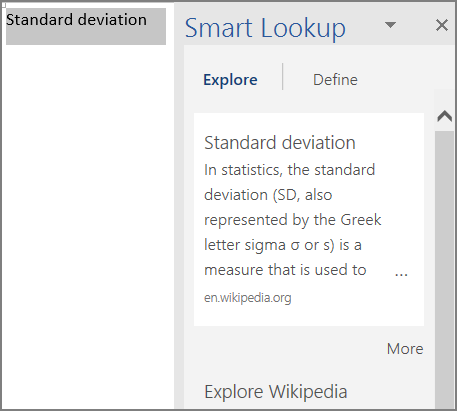 Standard deviation
Smart Lookup
Explore
Define
Standard deviation
In statistics, the standard
deviation (SD, also
represented by the Greek
letter sigma σ or s) is a
measure that is used to ...
en.wikipedia.org
More
Explore Wikipedia